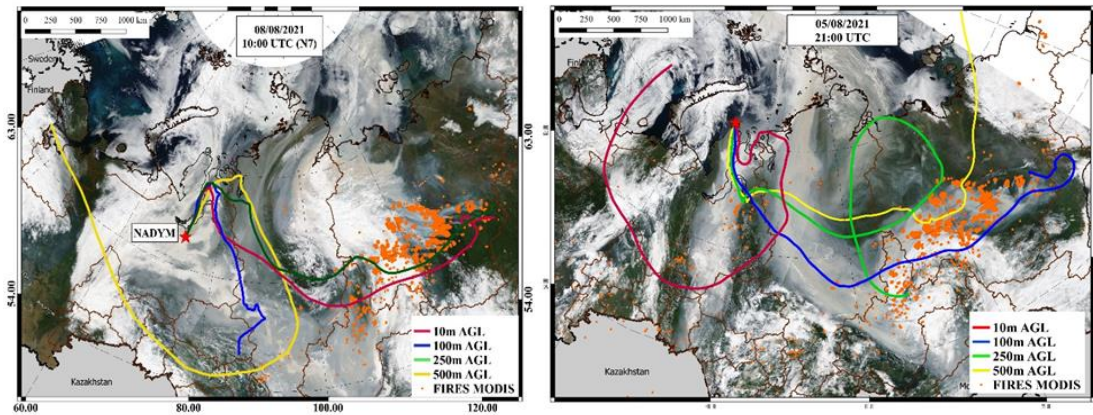 0 250 500 750 1000 km
08/08/2021
10:00 UTC (N7)
Sweden
Finland
63.00
63.00
NADYM
54.00
54.00
Kazakhstan
10m AGL
100m AGL
250m AGL
500m AGL
FIRES MODIS
60.00 80.00 100.00 120.00
0 250 500 750 1000 km
05/08/2021
21:00 UTC
Kazakhstan
10m AGL
100m AGL
250m AGL
500m AGL
FIRES MODIS